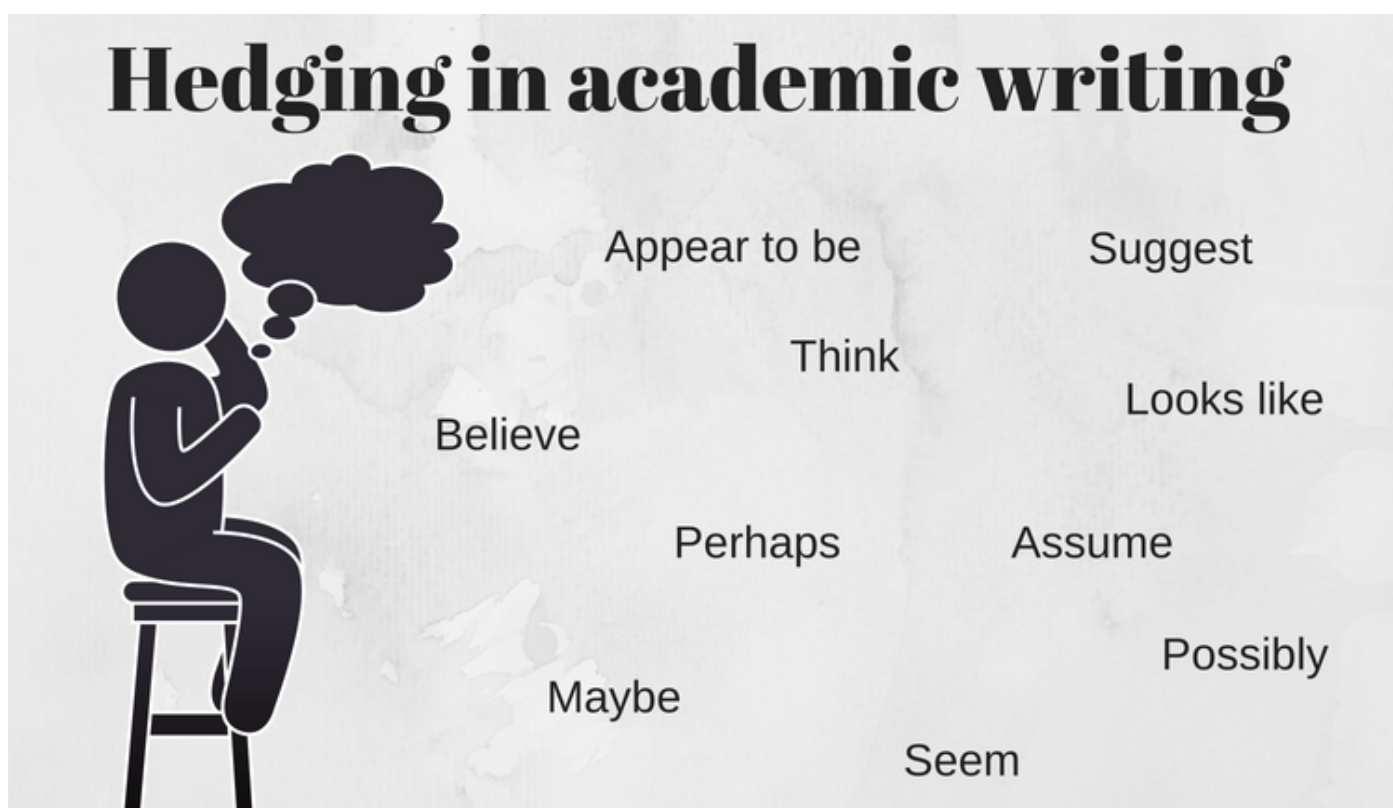 Hedging in academic writing
Appear to be
Suggest
Think
Looks like
Believe
Perhaps
Assume
Possibly
Maybe
Seem